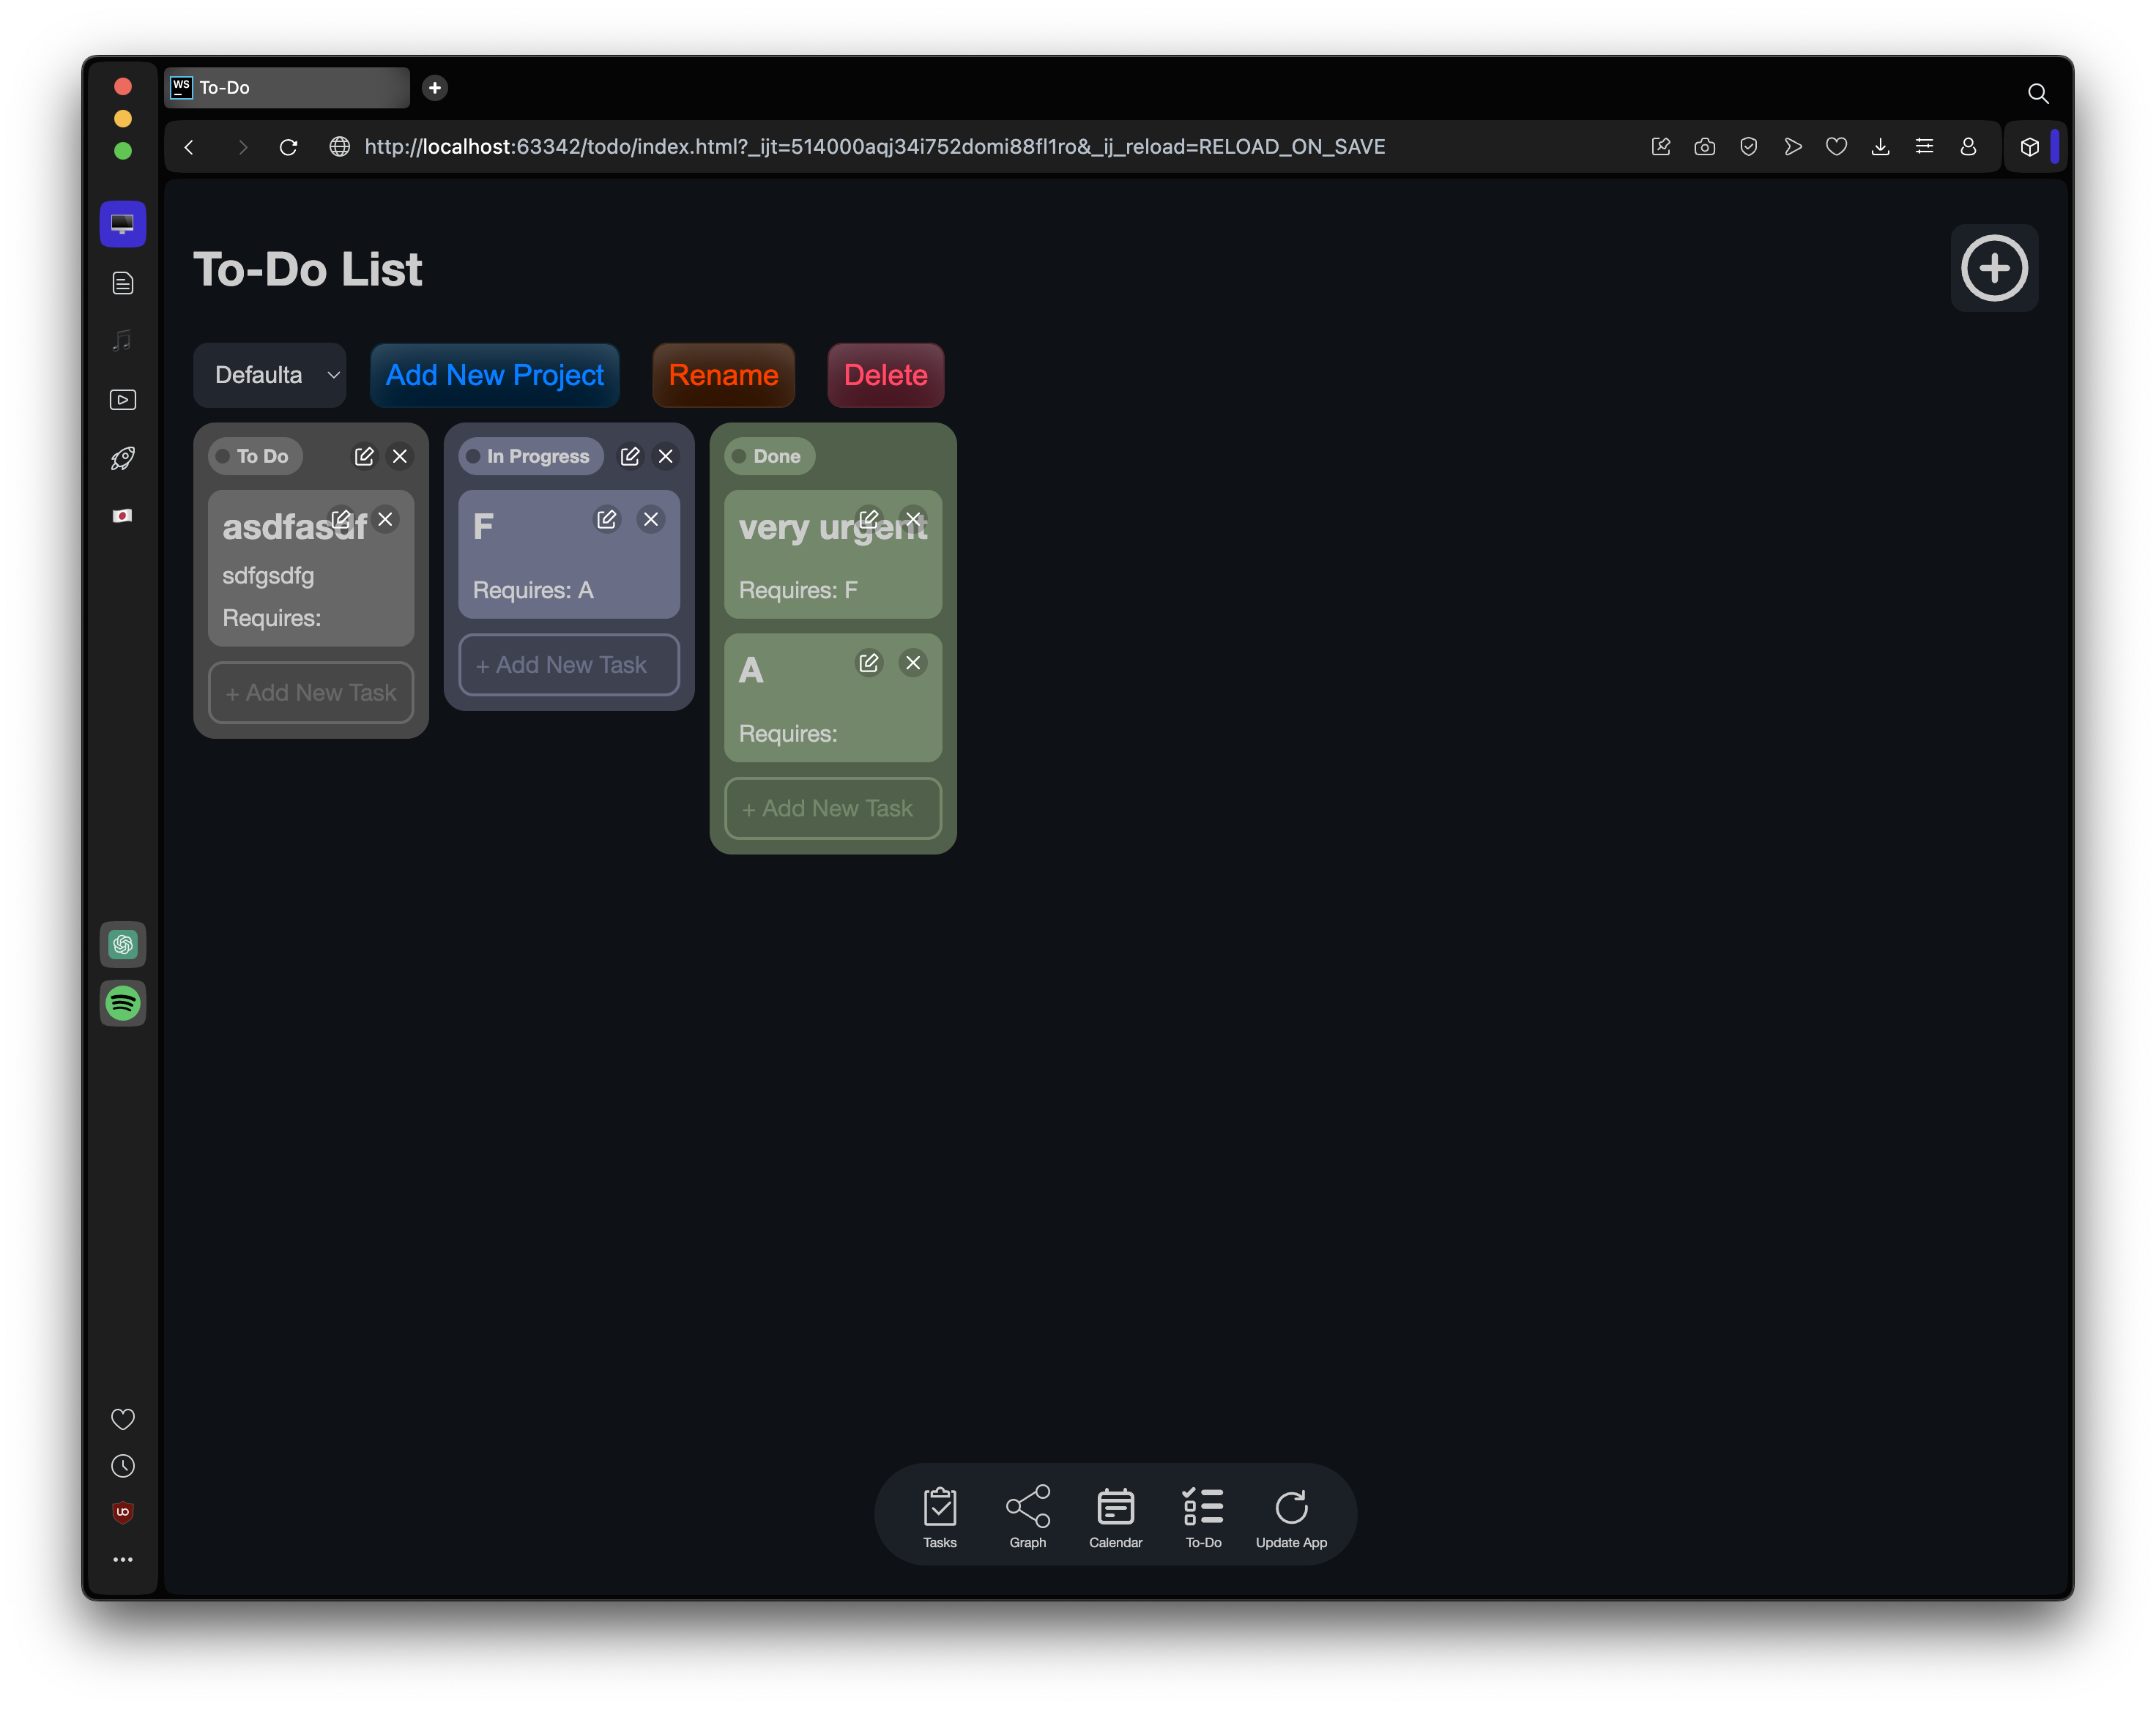 WS To-Do
http://localhost:63342/todo/index.html?_ijt=514000aqj34i752domi88fl1ro&_ij_reload=RELOAD_ON_SAVE
To-Do List
Defaulta Add New Project Rename Delete
To Do
asdfasdf
sdfgsdfg
Requires:
+ Add New Task
In Progress
F
Requires: A
+ Add New Task
Done
very urgent
Requires: F
A
Requires:
+ Add New Task
Tasks Graph Calendar To-Do Update App